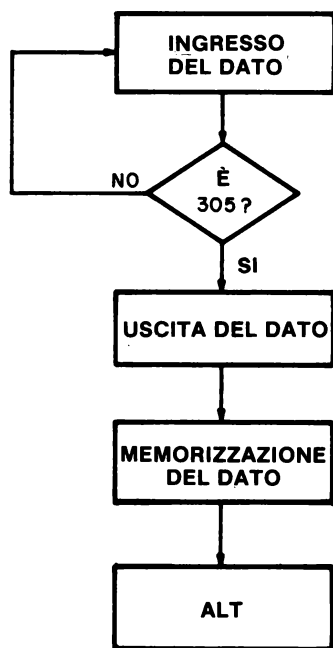 INGRESSO
DEL DATO
È
305?
NO
SI
USCITA DEL DATO
MEMORIZZAZIONE
DEL DATO
ALT